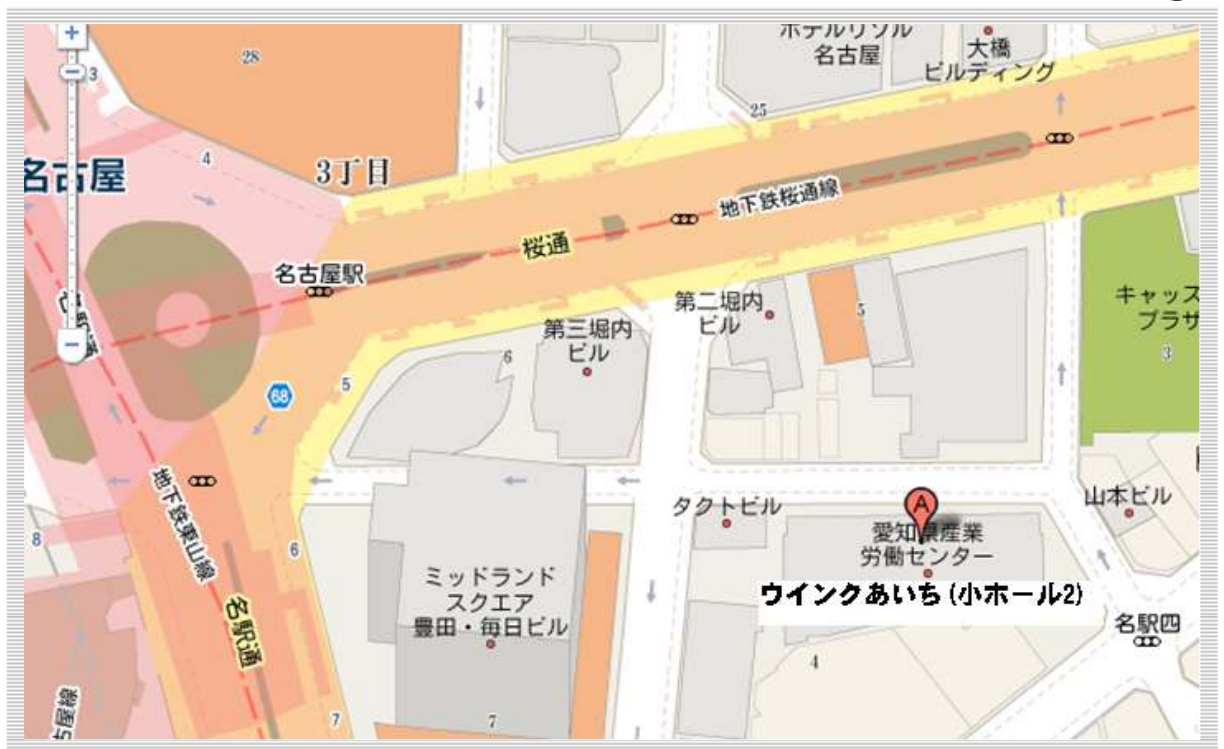 +
−
3
28
ホテルリソル
名古屋
大橋
ビルディング
25
4
名古屋
3丁目
地下鉄桜通線
桜通
名古屋駅
第二堀内
ビル
第三堀内
ビル
6
5
キャッス
プラザ
3
5
68
−
地下鉄東山線
8
6
タクトビル
A
愛知県産業
労働センター
ウインクあいち (小ホール2)
山本ビル
ミッドランド
スクエア
豊田・毎日ビル
名駅四
名駅通
4
7
7
古屋線